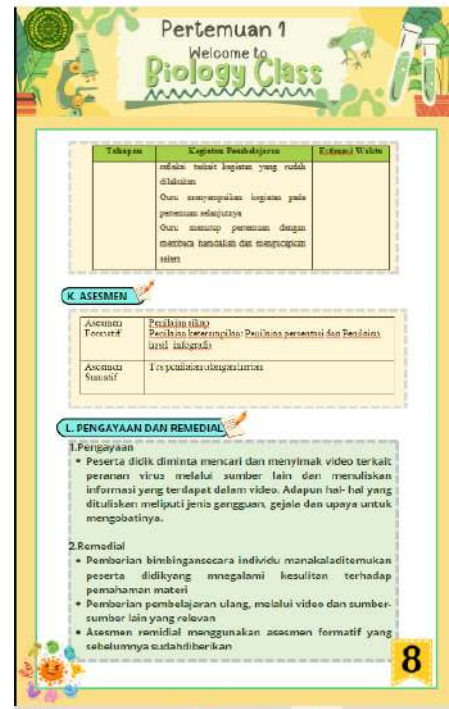 Pertemuan 1
Welcome to
Biology Class
Tahapan Kegiatan Pembelajaran Estimasi Waktu
refleksi terkait kegiatan yang sudah
dilakukan
Guru menyampaikan kegiatan pada
pertemuan selanjutnya
Guru menutup pertemuan dengan
membaca hamdallah dan mengucapkan
salam
K. ASESMEN
Asesmen Penilaian sikap
Formatif Penilaian keterampilan: Penilaian persentasi dan Penilaian
hasil infografis
Asesmen Tes penilaian ulangan harian
Sumatif
L. PENGAYAAN DAN REMEDIAL
1.Pengayaan
• Peserta didik diminta mencari dan menyimak video terkait
peranan virus melalui sumber lain dan menuliskan
informasi yang terdapat dalam video. Adapun hal- hal yang
dituliskan meliputi jenis gangguan, gejala dan upaya untuk
mengobatinya.
2.Remedial
• Pemberian bimbingansecara individu manakaladitemukan
peserta didikyang mnegalami kesulitan terhadap
pemahaman materi
• Pemberian pembelajaran ulang, melalui video dan sumber-
sumber lain yang relevan
• Asesmen remidial menggunakan asesmen formatif yang
sebelumnya sudahdiberikan
8